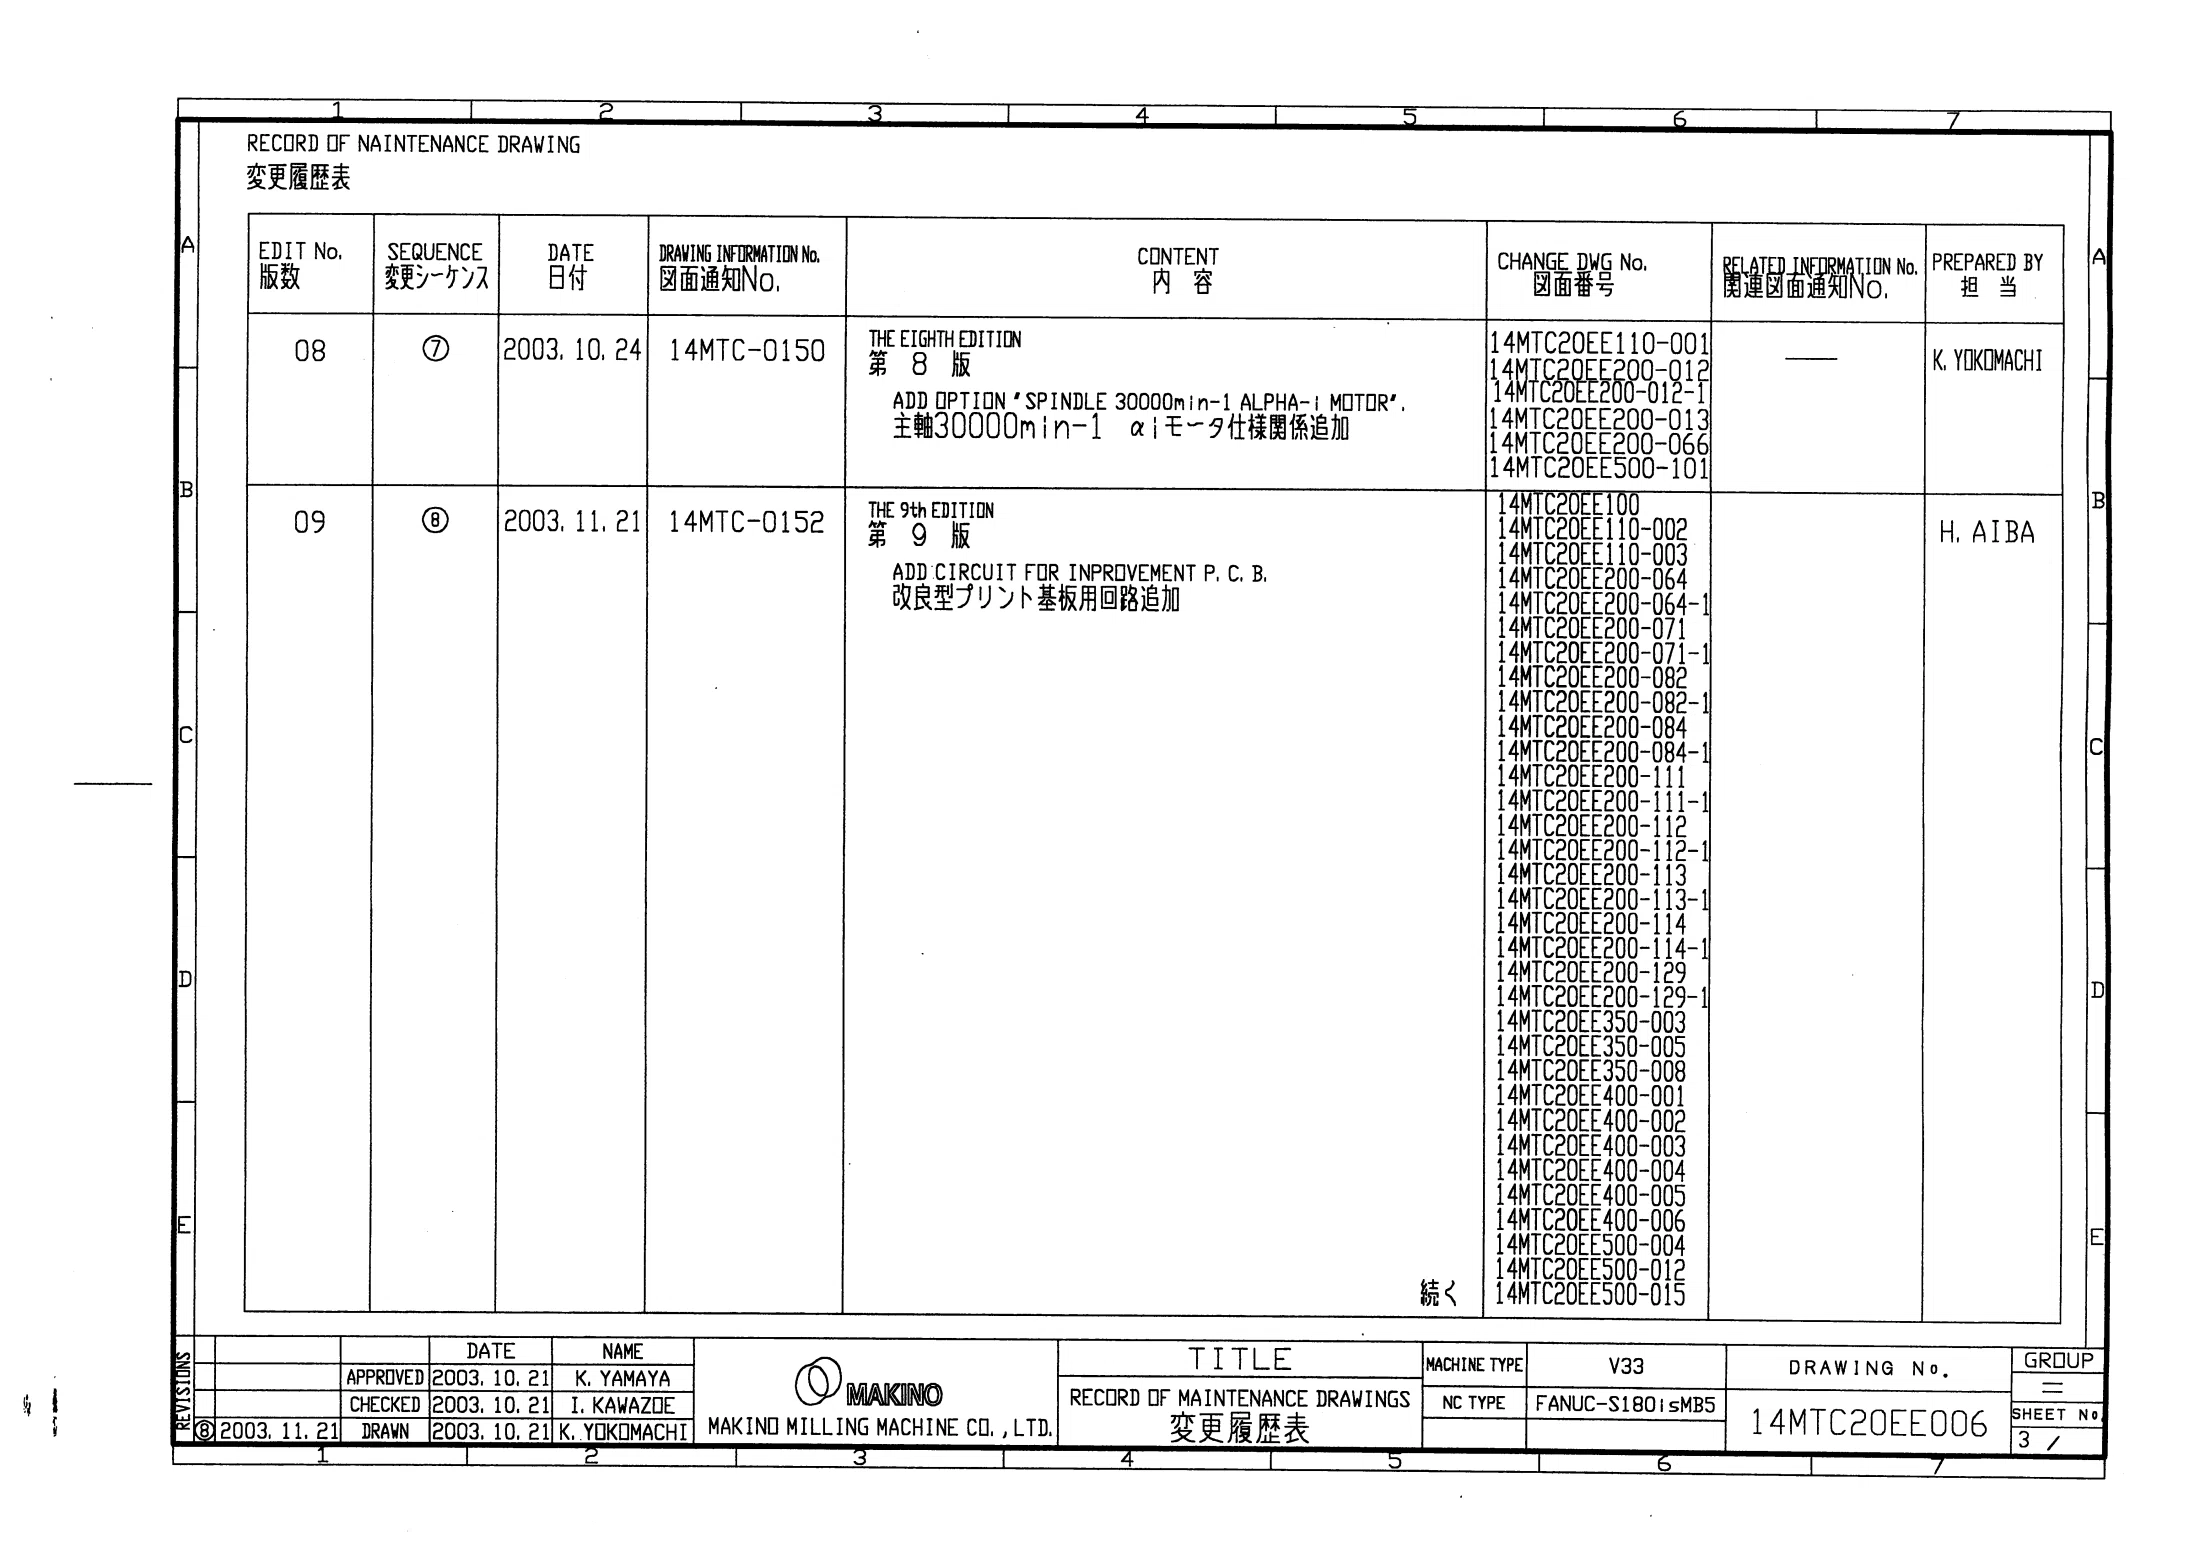 1 2 3 4 5 6 7
RECORD OF NAINTENANCE DRAWING
変更履歴表
EDIT No. SEQUENCE DATE DRAWING INFORMATION No. CONTENT CHANGE DWG No. RELATED INFORMATION No. PREPARED BY
版数 変更シーケンス 日付 図面通知No. 内 容 図面番号 関連図面通知No. 担 当
08 ⑦ 2003. 10. 24 14MTC-0150 THE EIGHTH EDITION 14MTC20EE110-001 —— K. YOKOMACHI
第 8 版 14MTC20EE200-012
14MTC20EE200-012-1
ADD OPTION "SPINDLE 30000min-1 ALPHA-i MOTOR".
主軸30000min-1 αiモータ仕様関係追加 14MTC20EE200-013
14MTC20EE200-066
14MTC20EE500-101
09 ⑧ 2003. 11. 21 14MTC-0152 THE 9th EDITION 14MTC20EE100 H. AIBA
第 9 版 14MTC20EE110-002
14MTC20EE110-003
ADD CIRCUIT FOR INPROVEMENT P. C. B. 14MTC20EE200-064
改良型プリント基板用回路追加 14MTC20EE200-064-1
14MTC20EE200-071
14MTC20EE200-071-1
14MTC20EE200-082
14MTC20EE200-082-1
14MTC20EE200-084
14MTC20EE200-084-1
14MTC20EE200-111
14MTC20EE200-111-1
14MTC20EE200-112
14MTC20EE200-112-1
14MTC20EE200-113
14MTC20EE200-113-1
14MTC20EE200-114
14MTC20EE200-114-1
14MTC20EE200-129
14MTC20EE200-129-1
14MTC20EE350-003
14MTC20EE350-005
14MTC20EE350-008
14MTC20EE400-001
14MTC20EE400-002
14MTC20EE400-003
14MTC20EE400-004
14MTC20EE400-005
14MTC20EE400-006
14MTC20EE500-004
14MTC20EE500-012
続く 14MTC20EE500-015
A A
B B
C C
D D
E E
REVISIONS
⑧ 2003. 11. 21
DATE NAME
APPROVED 2003. 10. 21 K. YAMAYA
CHECKED 2003. 10. 21 I. KAWAZOE
DRAWN 2003. 10. 21 K. YOKOMACHI
MAKINO
MAKINO MILLING MACHINE CO. ,LTD.
TITLE
RECORD OF MAINTENANCE DRAWINGS
変更履歴表
MACHINE TYPE V33
NC TYPE FANUC-S180isMB5
DRAWING No.
14MTC20EE006
GROUP
=
SHEET No.
3 /
1 2 3 4 5 6 7